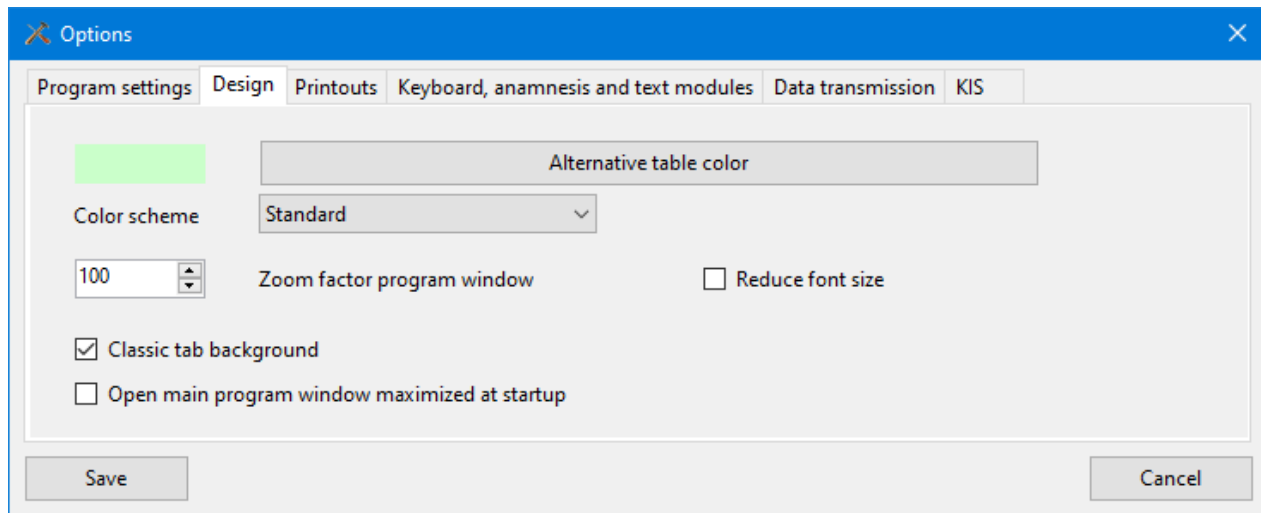 Options
Program settings Design Printouts Keyboard, anamnesis and text modules Data transmission KIS
Alternative table color
Color scheme Standard
100 Zoom factor program window Reduce font size
Classic tab background
Open main program window maximized at startup
Save Cancel